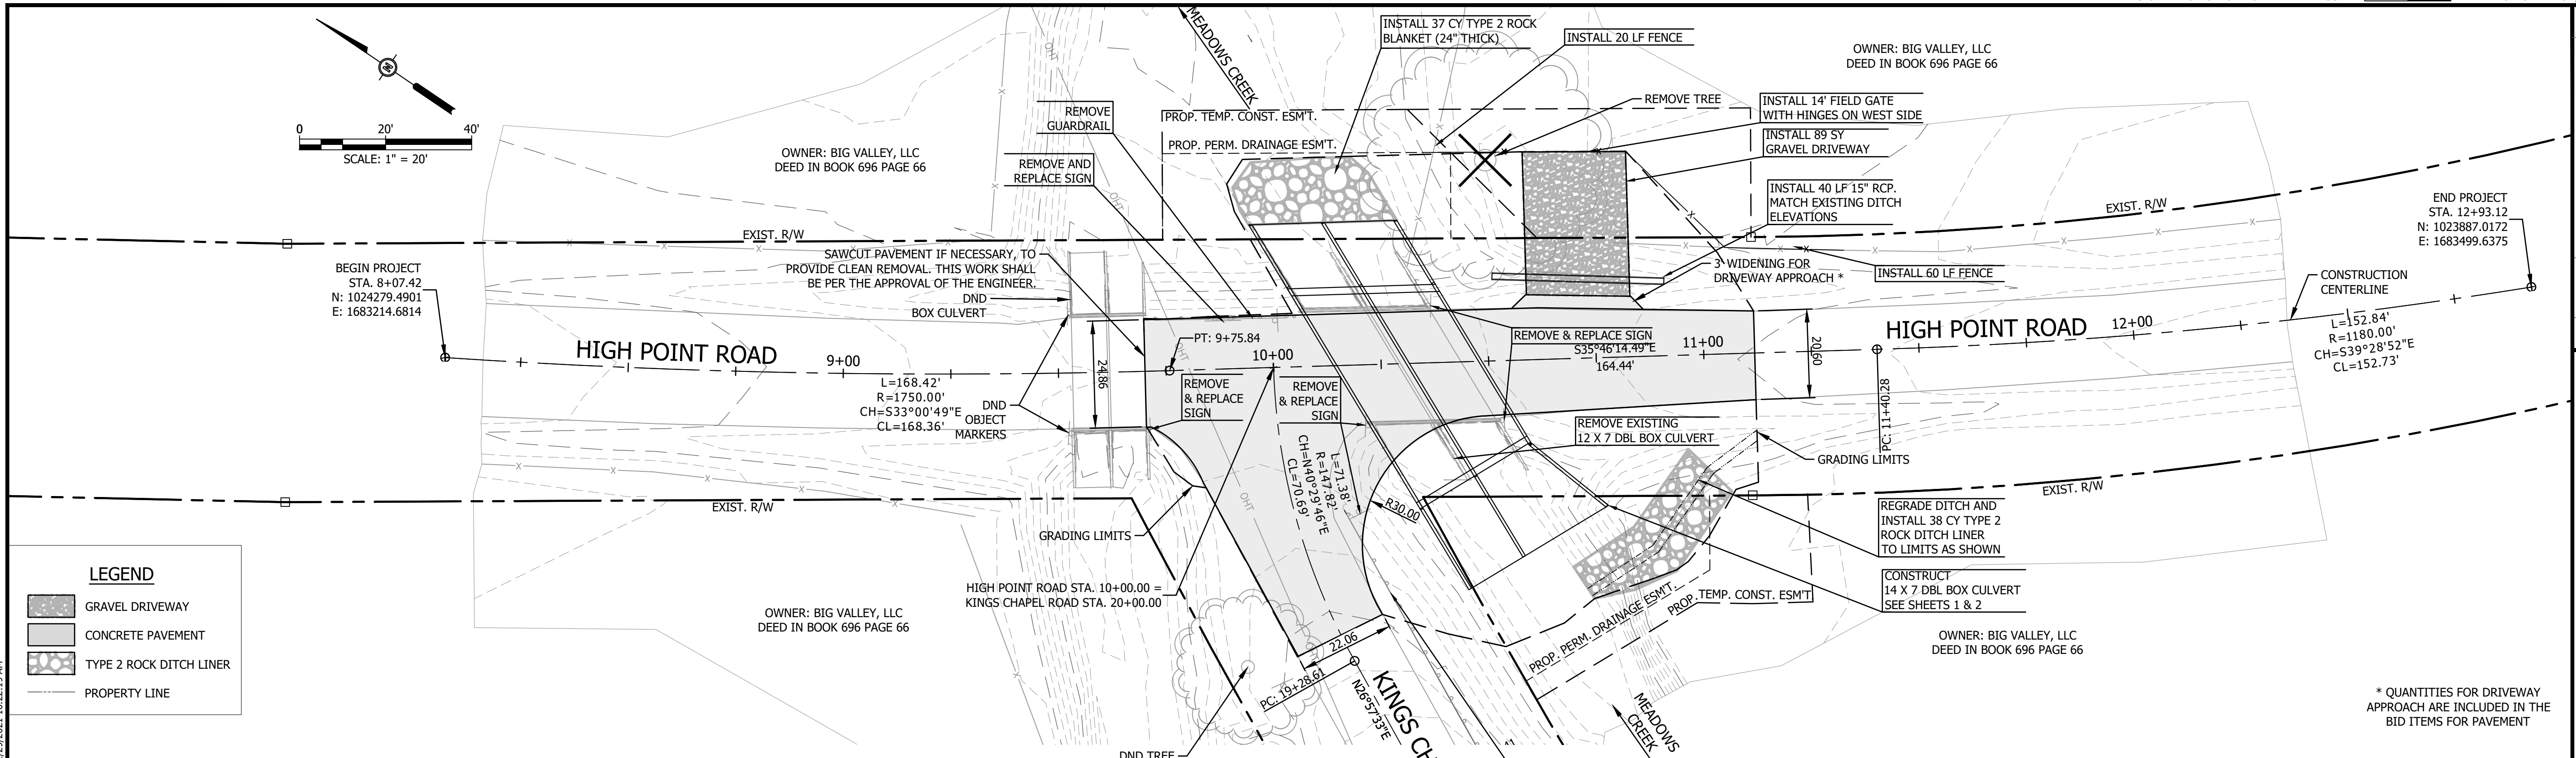 0 20' 40'
SCALE: 1" = 20'
BEGIN PROJECT
STA. 8+07.42
N: 1024279.4901
E: 1683214.6814
OWNER: BIG VALLEY, LLC
DEED IN BOOK 696 PAGE 66
EXIST. R/W
SAWCUT PAVEMENT IF NECESSARY, TO
PROVIDE CLEAN REMOVAL. THIS WORK SHALL
BE PER THE APPROVAL OF THE ENGINEER.
DND
BOX CULVERT
REMOVE
GUARDRAIL
REMOVE AND
REPLACE SIGN
MEADOWS CREEK
OHT
OHT
PROP. TEMP. CONST. ESM'T.
PROP. PERM. DRAINAGE ESM'T.
INSTALL 37 CY TYPE 2 ROCK
BLANKET (24" THICK)
INSTALL 20 LF FENCE
REMOVE TREE
OWNER: BIG VALLEY, LLC
DEED IN BOOK 696 PAGE 66
INSTALL 14' FIELD GATE
WITH HINGES ON WEST SIDE
INSTALL 89 SY
GRAVEL DRIVEWAY
INSTALL 40 LF 15" RCP.
MATCH EXISTING DITCH
ELEVATIONS
3' WIDENING FOR
DRIVEWAY APPROACH *
INSTALL 60 LF FENCE
EXIST. R/W
END PROJECT
STA. 12+93.12
N: 1023887.0172
E: 1683499.6375
CONSTRUCTION
CENTERLINE
HIGH POINT ROAD
9+00
L=168.42'
R=1750.00'
CH=S33°00'49"E
CL=168.36'
DND
OBJECT
MARKERS
24.86
PT: 9+75.84
OHT
10+00
REMOVE
& REPLACE
SIGN
REMOVE
& REPLACE
SIGN
REMOVE & REPLACE SIGN
S35°46'14.49"E
164.44'
11+00
20.60
HIGH POINT ROAD
12+00
L=152.84'
R=1180.00'
CH=S39°28'52"E
CL=152.73'
PC: 11+40.28
REMOVE EXISTING
12 X 7 DBL BOX CULVERT
GRADING LIMITS
L=71.38'
R=147.82'
CH=N40°29'46"E
CL=70.69'
OHT
R30.00
EXIST. R/W
EXIST. R/W
GRADING LIMITS
REGRADE DITCH AND
INSTALL 38 CY TYPE 2
ROCK DITCH LINER
TO LIMITS AS SHOWN
CONSTRUCT
14 X 7 DBL BOX CULVERT
SEE SHEETS 1 & 2
HIGH POINT ROAD STA. 10+00.00 =
KINGS CHAPEL ROAD STA. 20+00.00
OWNER: BIG VALLEY, LLC
DEED IN BOOK 696 PAGE 66
PROP. PERM. DRAINAGE ESM'T.
PROP. TEMP. CONST. ESM'T
OWNER: BIG VALLEY, LLC
DEED IN BOOK 696 PAGE 66
22.06
PC: 19+28.61
N26°57'33"E
KINGS CH
MEADOWS
CREEK
DND TREE
LEGEND
GRAVEL DRIVEWAY
CONCRETE PAVEMENT
TYPE 2 ROCK DITCH LINER
PROPERTY LINE
* QUANTITIES FOR DRIVEWAY
APPROACH ARE INCLUDED IN THE
BID ITEMS FOR PAVEMENT